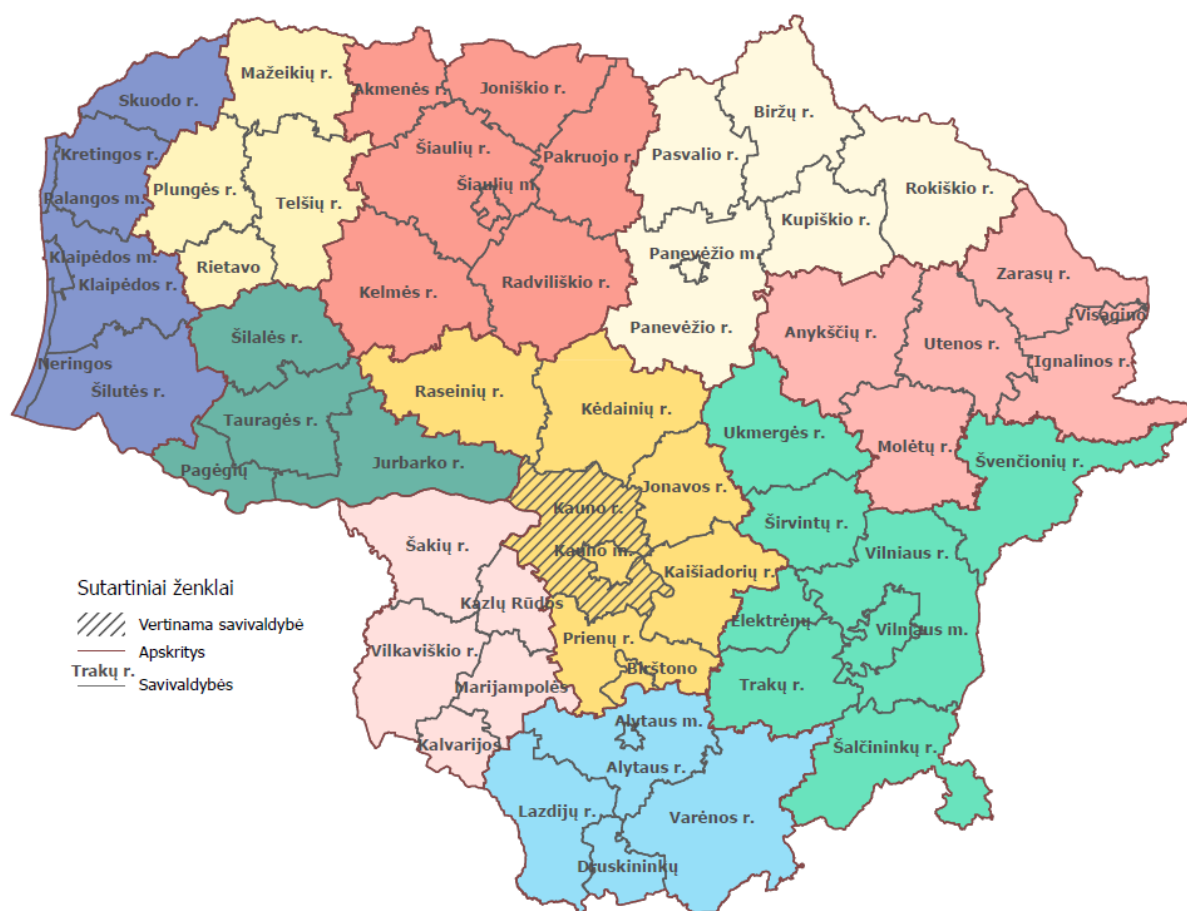 Mažeikių r.
Skuodo r.
Akmenės r.
Joniškio r.
Biržų r.
Kretingos r.
Šiaulių r.
Pakruojo r.
Pasvalio r.
Plungės r.
Palangos m.
Telšių r.
Šiaulių m.
Rokiškio r.
Kupiškio r.
Klaipėdos m.
Rietavo
Panevėžio m.
Klaipėdos r.
Kelmės r.
Radviliškio r.
Zarasų r.
Visagino
Panevėžio r.
Anykščių r.
Šilalės r.
Utenos r.
Ignalinos r.
Neringos
Šilutės r.
Raseinių r.
Kėdainių r.
Tauragės r.
Ukmergės r.
Molėtų r.
Pagėgių
Jurbarko r.
Jonavos r.
Švenčionių r.
Kauno r.
Širvintų r.
Šakių r.
Kauno m.
Vilniaus r.
Kaišiadorių r.
Sutartiniai ženklai
Kazlų Rūdos
Elektrėnų
Vertinama savivaldybė
Prienų r.
Vilniaus m.
Apskritys
Vilkaviškio r.
Birštono
Trakų r.
Savivaldybės
Marijampolės
Trakų r.
Alytaus m.
Kalvarijos
Šalčininkų r.
Alytaus r.
Lazdijų r.
Varėnos r.
Druskininkų